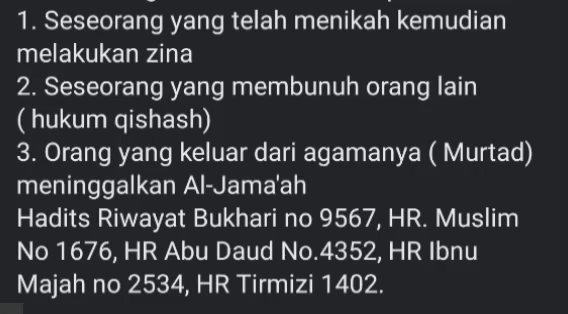 1. Seseorang yang telah menikah kemudian
melakukan zina
2. Seseorang yang membunuh orang lain
( hukum qishash)
3. Orang yang keluar dari agamanya ( Murtad)
meninggalkan Al-Jama'ah
Hadits Riwayat Bukhari no 9567, HR. Muslim
No 1676, HR Abu Daud No.4352, HR Ibnu
Majah no 2534, HR Tirmizi 1402.